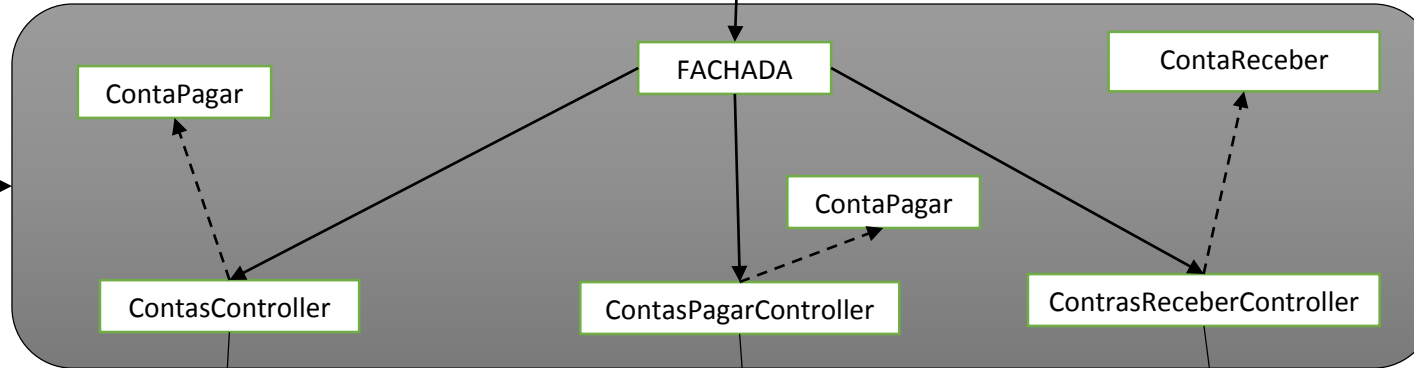 FACHADA
ContaReceber
ContaPagar
ContaPagar
ContasController
ContasPagarController
ContrasReceberController